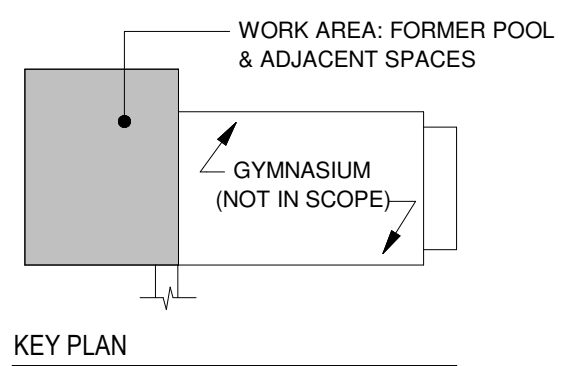 WORK AREA: FORMER POOL
& ADJACENT SPACES
GYMNASIUM
(NOT IN SCOPE)
KEY PLAN